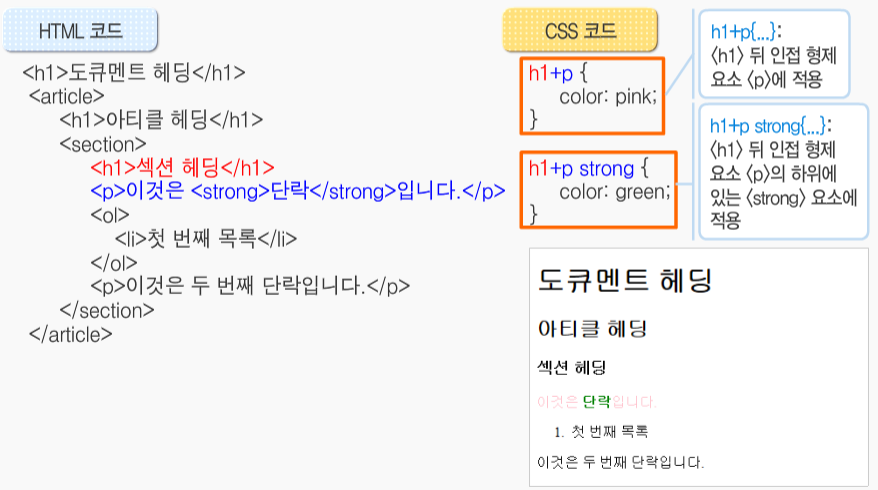 HTML 코드
<h1>도큐멘트 헤딩</h1>
<article>
<h1>아티클 헤딩</h1>
<section>
<h1>섹션 헤딩</h1>
<p>이것은 <strong>단락</strong>입니다.</p>
<ol>
<li>첫 번째 목록</li>
</ol>
<p>이것은 두 번째 단락입니다.</p>
</section>
</article>
CSS 코드
h1+p {
color: pink;
}
h1+p strong {
color: green;
}
h1+p{...}:
<h1> 뒤 인접 형제
요소 <p>에 적용
h1+p strong{...}:
<h1> 뒤 인접 형제
요소 <p>의 하위에
있는 <strong> 요소에
적용
도큐멘트 헤딩
아티클 헤딩
섹션 헤딩
이것은 단락입니다.
1. 첫 번째 목록
이것은 두 번째 단락입니다.